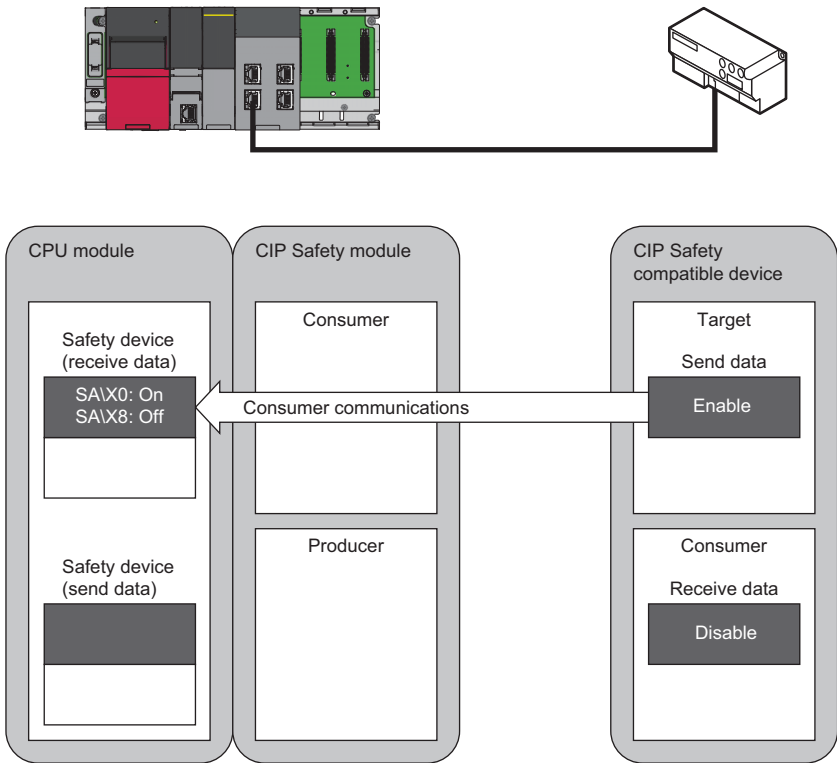 CPU module
Safety device
(receive data)
SA\X0: On
SA\X8: Off
Safety device
(send data)
CIP Safety module
Consumer
Consumer communications
Producer
CIP Safety
compatible device
Target
Send data
Enable
Consumer
Receive data
Disable